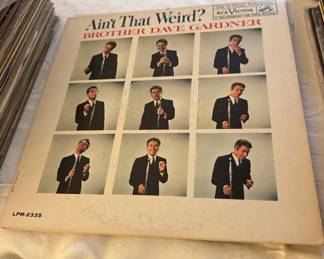 Ain't That Weird?
BROTHER DAVE GARDNER
RCA VICTOR
LPM-2335